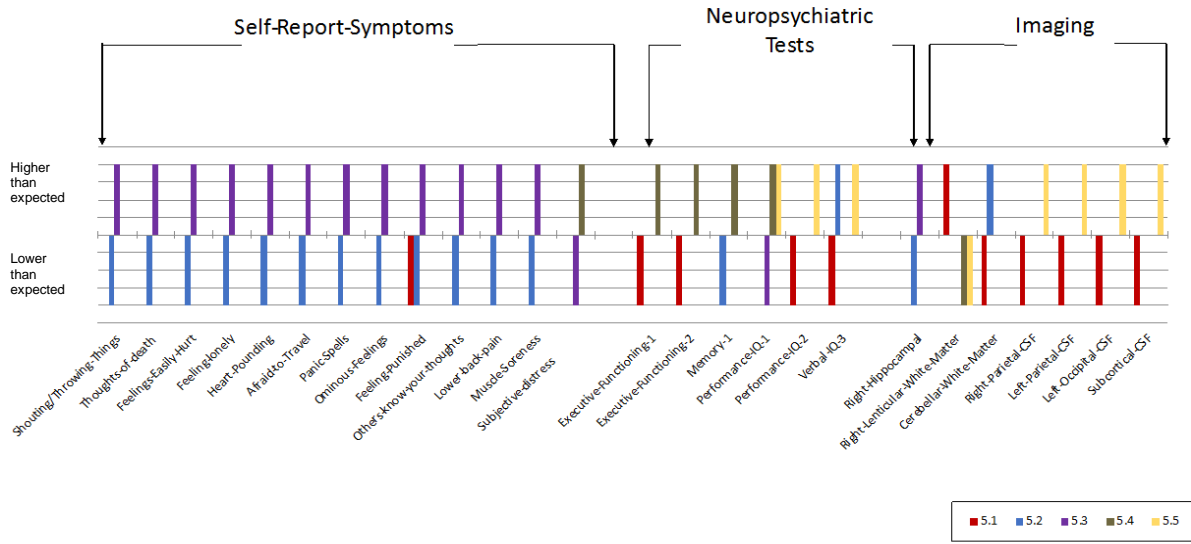 Self-Report-Symptoms
Neuropsychiatric
Tests
Imaging
Higher
than
expected
Lower
than
expected
Shouting/Throwing-Things
Thoughts-of-death
Feelings-Easily-Hurt
Feeling-lonely
Heart-Pounding
Afraid-to-Travel
Panic-Spells
Ominous-Feelings
Feeling-Punished
Others-know-your-thoughts
Lower-back-pain
Muscle-Soreness
Subjective-distress
Executive-Functioning-1
Executive-Functioning-2
Memory-1
Performance-IQ-1
Performance-IQ-2
Verbal-IQ-3
Right-Hippocampal
Right-Lenticular-White-Matter
Cerebellar-White-Matter
Right-Parietal-CSF
Left-Parietal-CSF
Left-Occipital-CSF
Subcortical-CSF
5.1 5.2 5.3 5.4 5.5